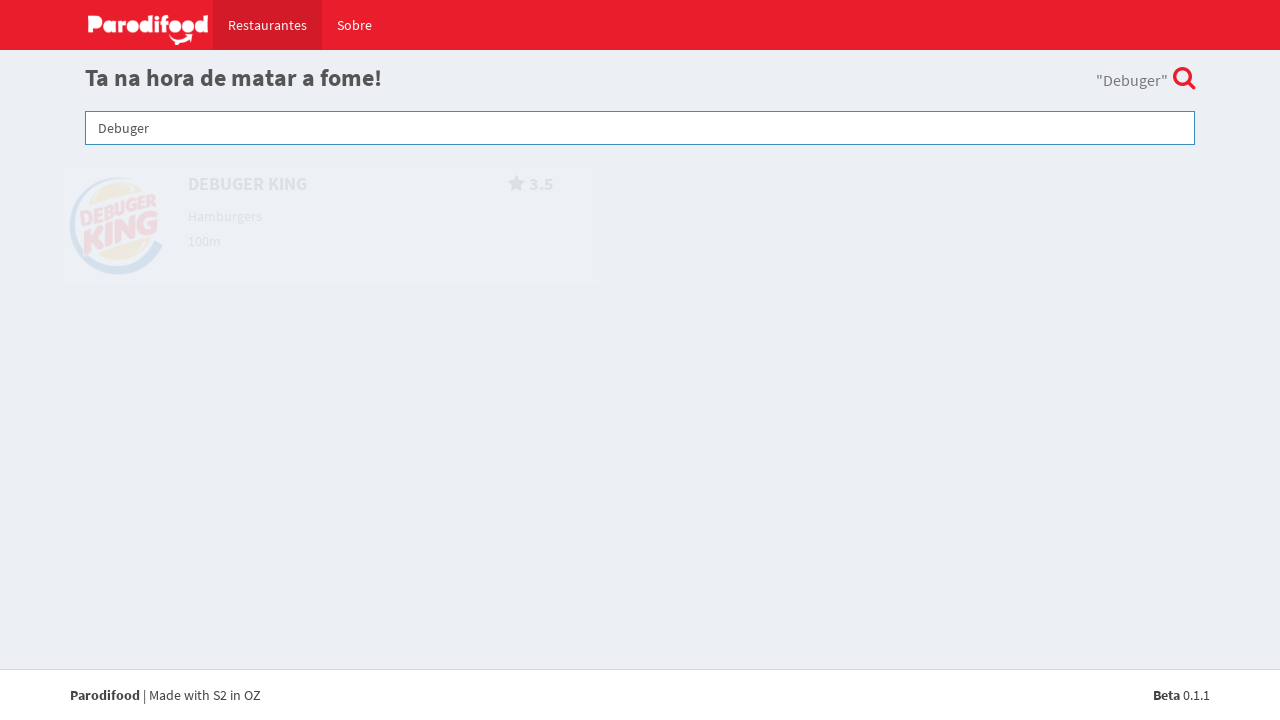 Parodifood Restaurantes Sobre
Ta na hora de matar a fome! "Debuger"
Debuger
DEBUGER KING 3.5
DEBUGER
KING
Hamburgers
100m
Parodifood | Made with S2 in OZ Beta 0.1.1